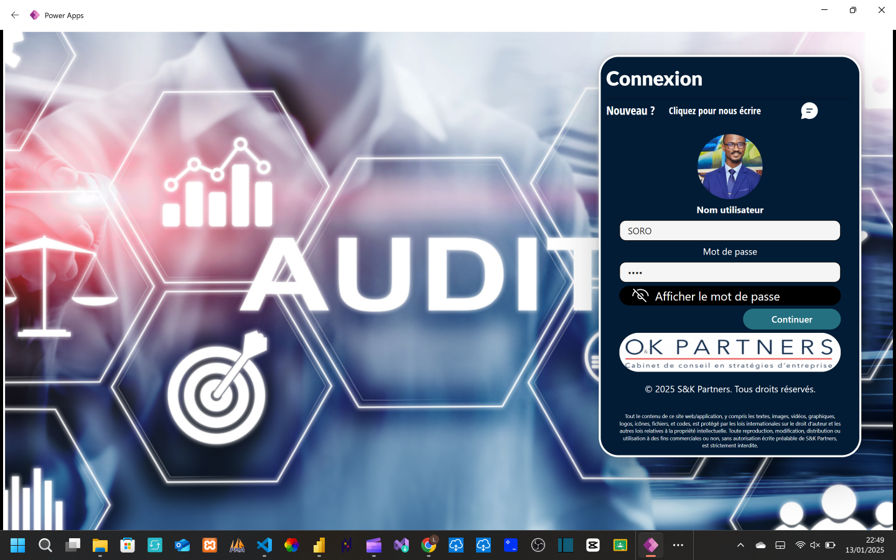 Power Apps
Connexion
Nouveau ?
Cliquez pour nous écrire
AUDIT
Nom utilisateur
SORO
Mot de passe
••••
Afficher le mot de passe
Continuer
O&K PARTNERS
Cabinet de conseil en stratégies d'entreprise
© 2025 S&K Partners. Tous droits réservés.
Tout le contenu de ce site web/application, y compris les textes, images, vidéos, graphiques,
logos, icônes, fichiers, et codes, est protégé par les lois internationales sur le droit d'auteur et les
autres lois relatives à la propriété intellectuelle. Toute reproduction, modification, distribution ou
utilisation à des fins commerciales ou non, sans autorisation écrite préalable de S&K Partners,
est strictement interdite.
22:49
13/01/2025